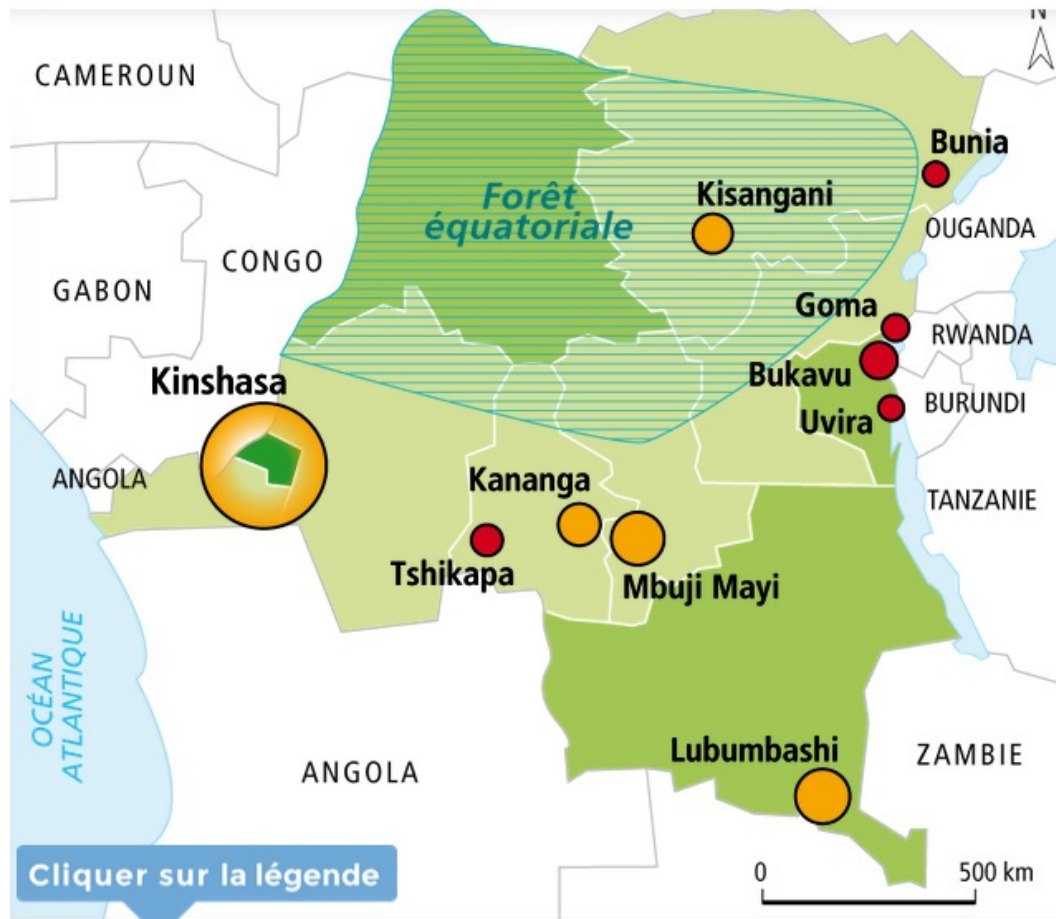 N
CAMEROUN
Bunia
Forêt
équatoriale
Kisangani
OUGANDA
CONGO
GABON
Goma
RWANDA
Kinshasa
Bukavu
BURUNDI
Uvira
ANGOLA
Kananga
TANZANIE
Tshikapa
Mbuji Mayi
OCÉAN
ATLANTIQUE
Lubumbashi
ZAMBIE
ANGOLA
Cliquer sur la légende
0 500 km